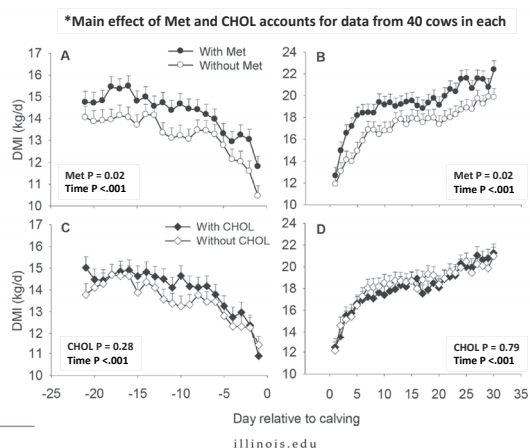 *Main effect of Met and CHOL accounts for data from 40 cows in each
DMI (kg/d)
17
16
15
14
13
12
11
10
A
With Met
Without Met
Met P = 0.02
Time P <.001
24
22
20
18
16
14
12
10
B
Met P = 0.02
Time P <.001
DMI (kg/d)
17
16
15
14
13
12
11
10
C
With CHOL
Without CHOL
CHOL P = 0.28
Time P <.001
-25 -20 -15 -10 -5 0
24
22
20
18
16
14
12
10
D
CHOL P = 0.79
Time P <.001
0 5 10 15 20 25 30 35
Day relative to calving
illinois.edu